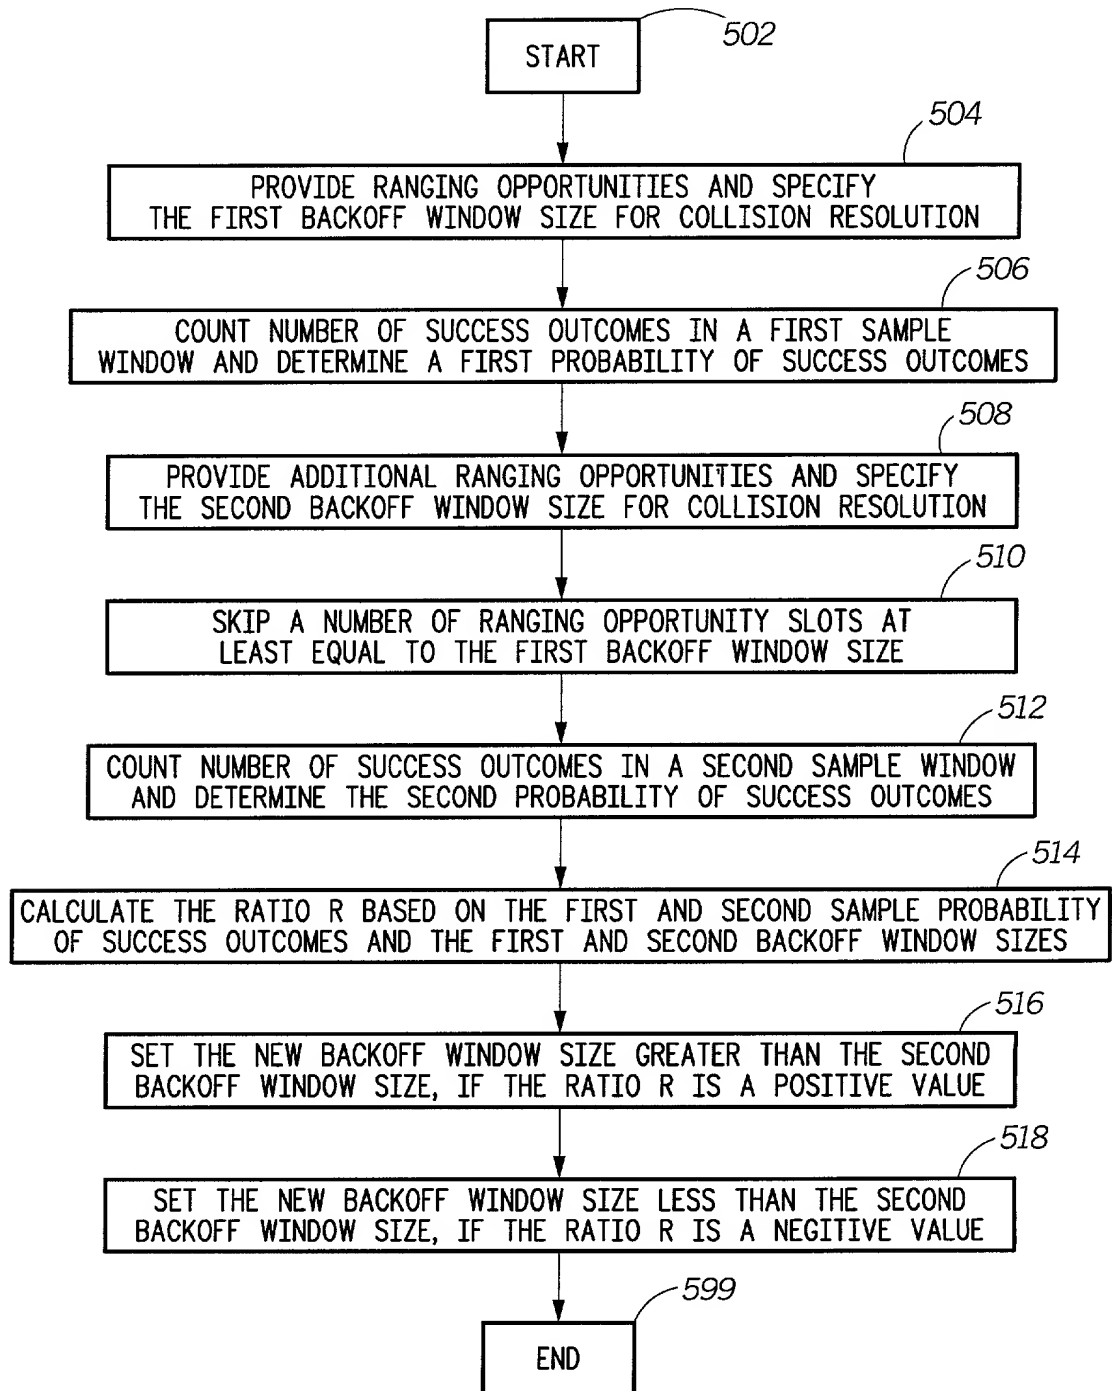 502
START
504
PROVIDE RANGING OPPORTUNITIES AND SPECIFY
THE FIRST BACKOFF WINDOW SIZE FOR COLLISION RESOLUTION
506
COUNT NUMBER OF SUCCESS OUTCOMES IN A FIRST SAMPLE
WINDOW AND DETERMINE A FIRST PROBABILITY OF SUCCESS OUTCOMES
508
PROVIDE ADDITIONAL RANGING OPPORTUNITIES AND SPECIFY
THE SECOND BACKOFF WINDOW SIZE FOR COLLISION RESOLUTION
510
SKIP A NUMBER OF RANGING OPPORTUNITY SLOTS AT
LEAST EQUAL TO THE FIRST BACKOFF WINDOW SIZE
512
COUNT NUMBER OF SUCCESS OUTCOMES IN A SECOND SAMPLE WINDOW
AND DETERMINE THE SECOND PROBABILITY OF SUCCESS OUTCOMES
514
CALCULATE THE RATIO R BASED ON THE FIRST AND SECOND SAMPLE PROBABILITY
OF SUCCESS OUTCOMES AND THE FIRST AND SECOND BACKOFF WINDOW SIZES
516
SET THE NEW BACKOFF WINDOW SIZE GREATER THAN THE SECOND
BACKOFF WINDOW SIZE, IF THE RATIO R IS A POSITIVE VALUE
518
SET THE NEW BACKOFF WINDOW SIZE LESS THAN THE SECOND
BACKOFF WINDOW SIZE, IF THE RATIO R IS A NEGITIVE VALUE
599
END